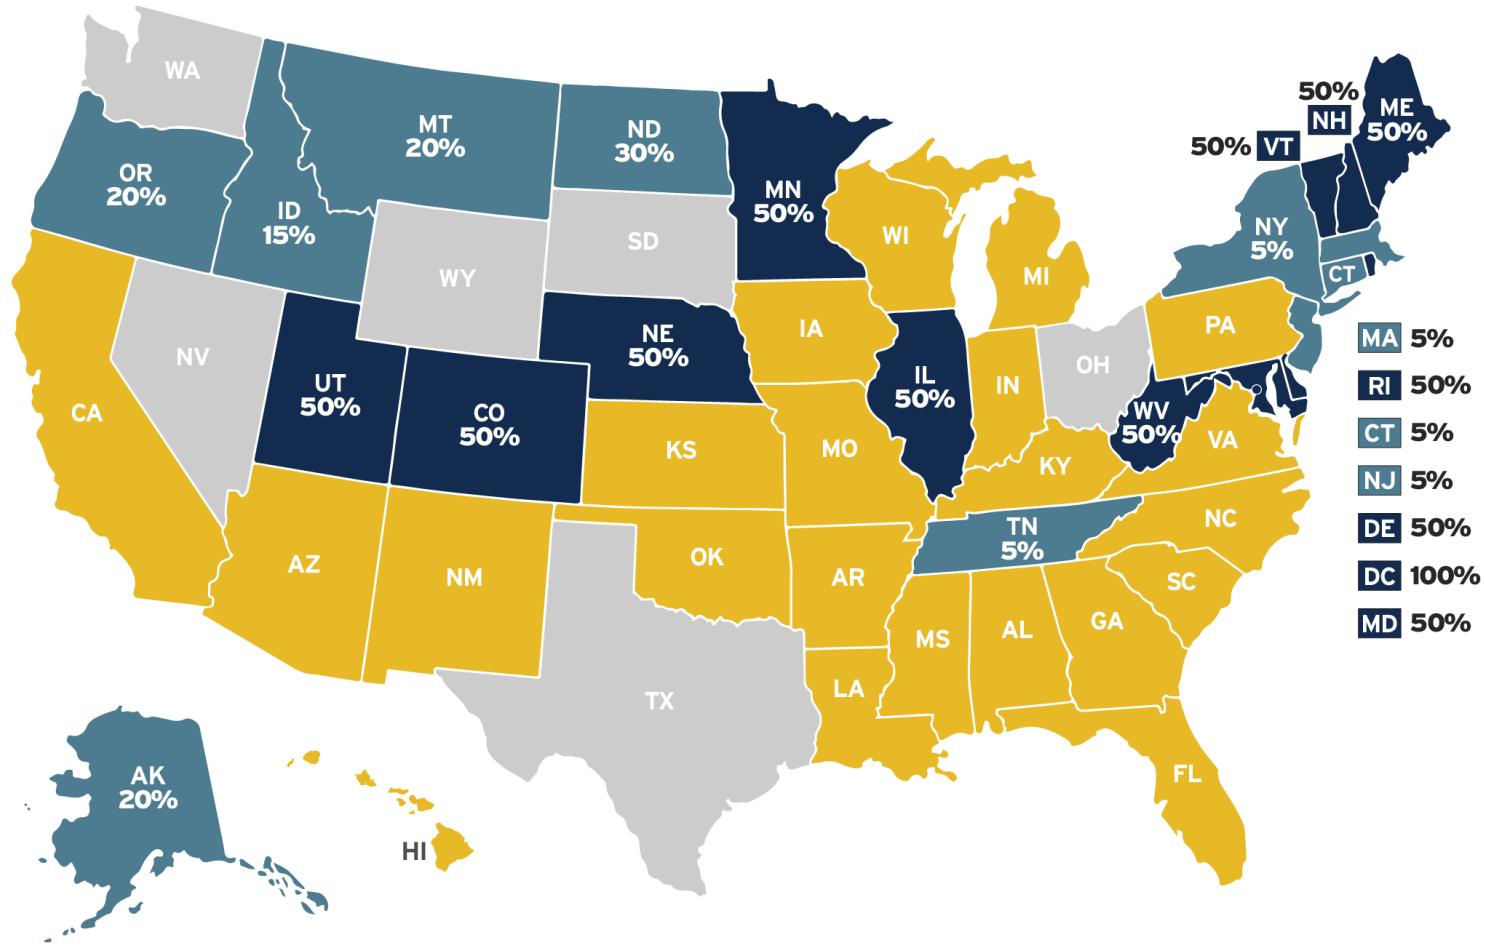 WA
50%
NH
ME
50%
50% VT
MT
20%
ND
30%
OR
20%
ID
15%
MN
50%
WI
NY
5%
SD
WY
MI
CT
NV
UT
50%
NE
50%
IA
PA
MA 5%
CA
CO
50%
IL
50%
IN
OH
RI 50%
WV
50%
VA
CT 5%
KS
MO
KY
NJ 5%
AZ
NM
OK
AR
TN
5%
NC
DE 50%
SC
DC 100%
MS
AL
GA
MD 50%
TX
LA
FL
AK
20%
HI